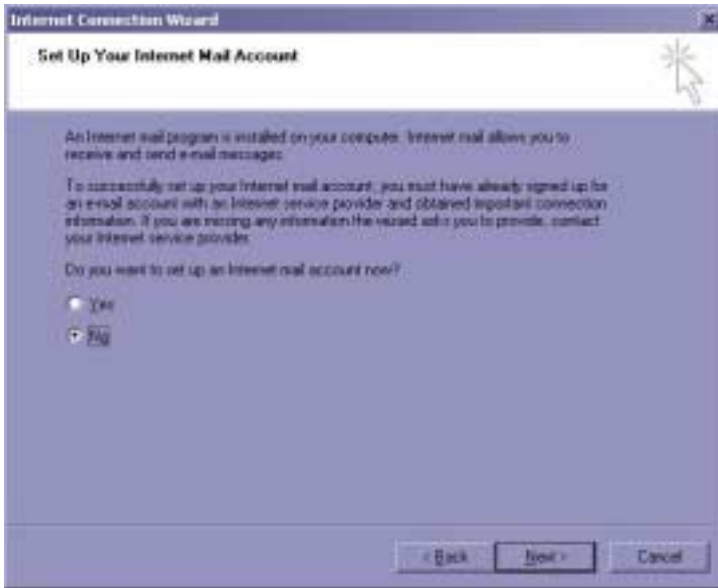 Internet Connection Wizard
Set Up Your Internet Mail Account
An Internet mail program is installed on your computer. Internet mail allows you to
receive and send e-mail messages.
To successfully set up your Internet mail account, you must have already signed up for
an e-mail account with an Internet service provider and obtained important connection
information. If you are missing any information the wizard asks you to provide, contact
your Internet service provider.
Do you want to set up an Internet mail account now?
Yes
No
< Back
Next >
Cancel